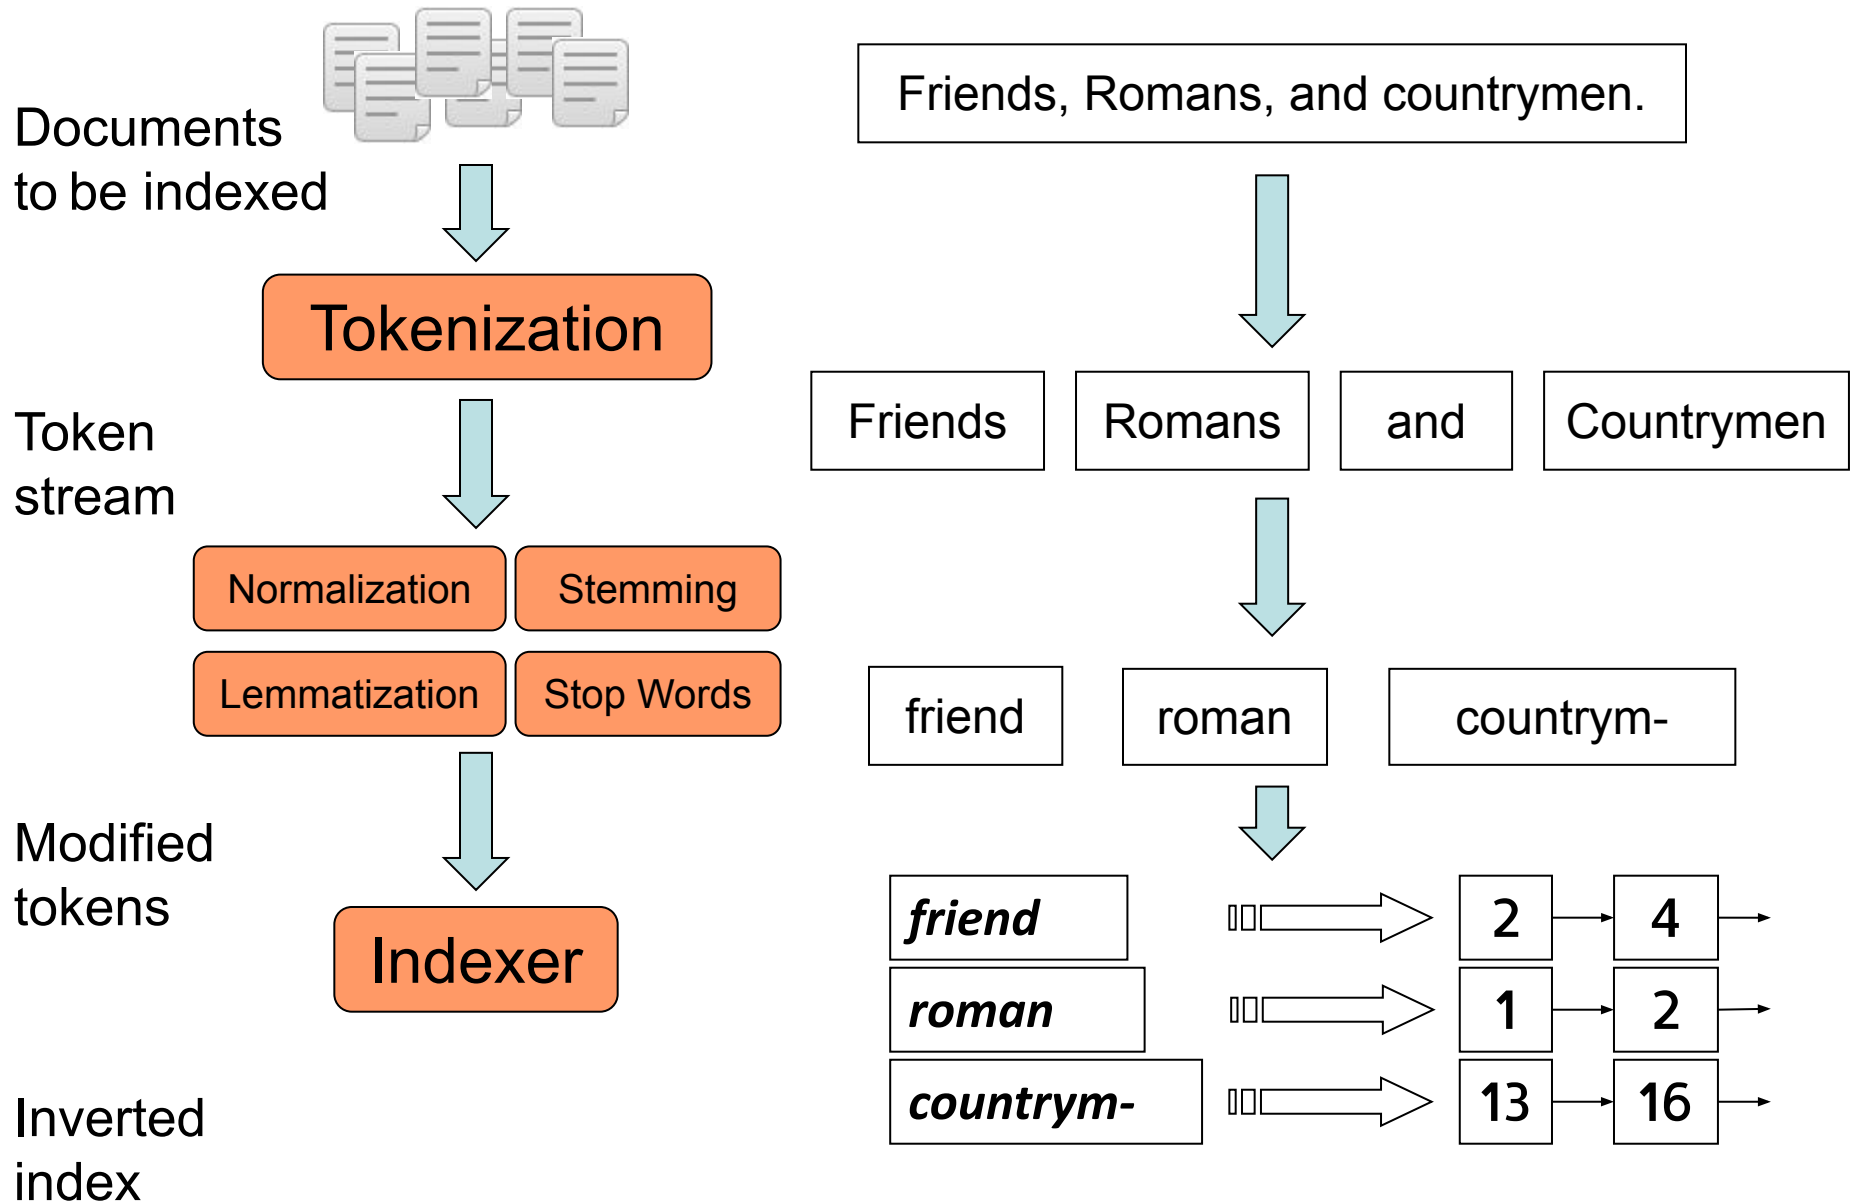 Documents
to be indexed
Friends, Romans, and countrymen.
Tokenization
Token
stream
Friends
Romans
and
Countrymen
Normalization
Stemming
Lemmatization
Stop Words
friend
roman
countrym-
Modified
tokens
Indexer
friend
2
4
roman
1
2
countrym-
13
16
Inverted
index